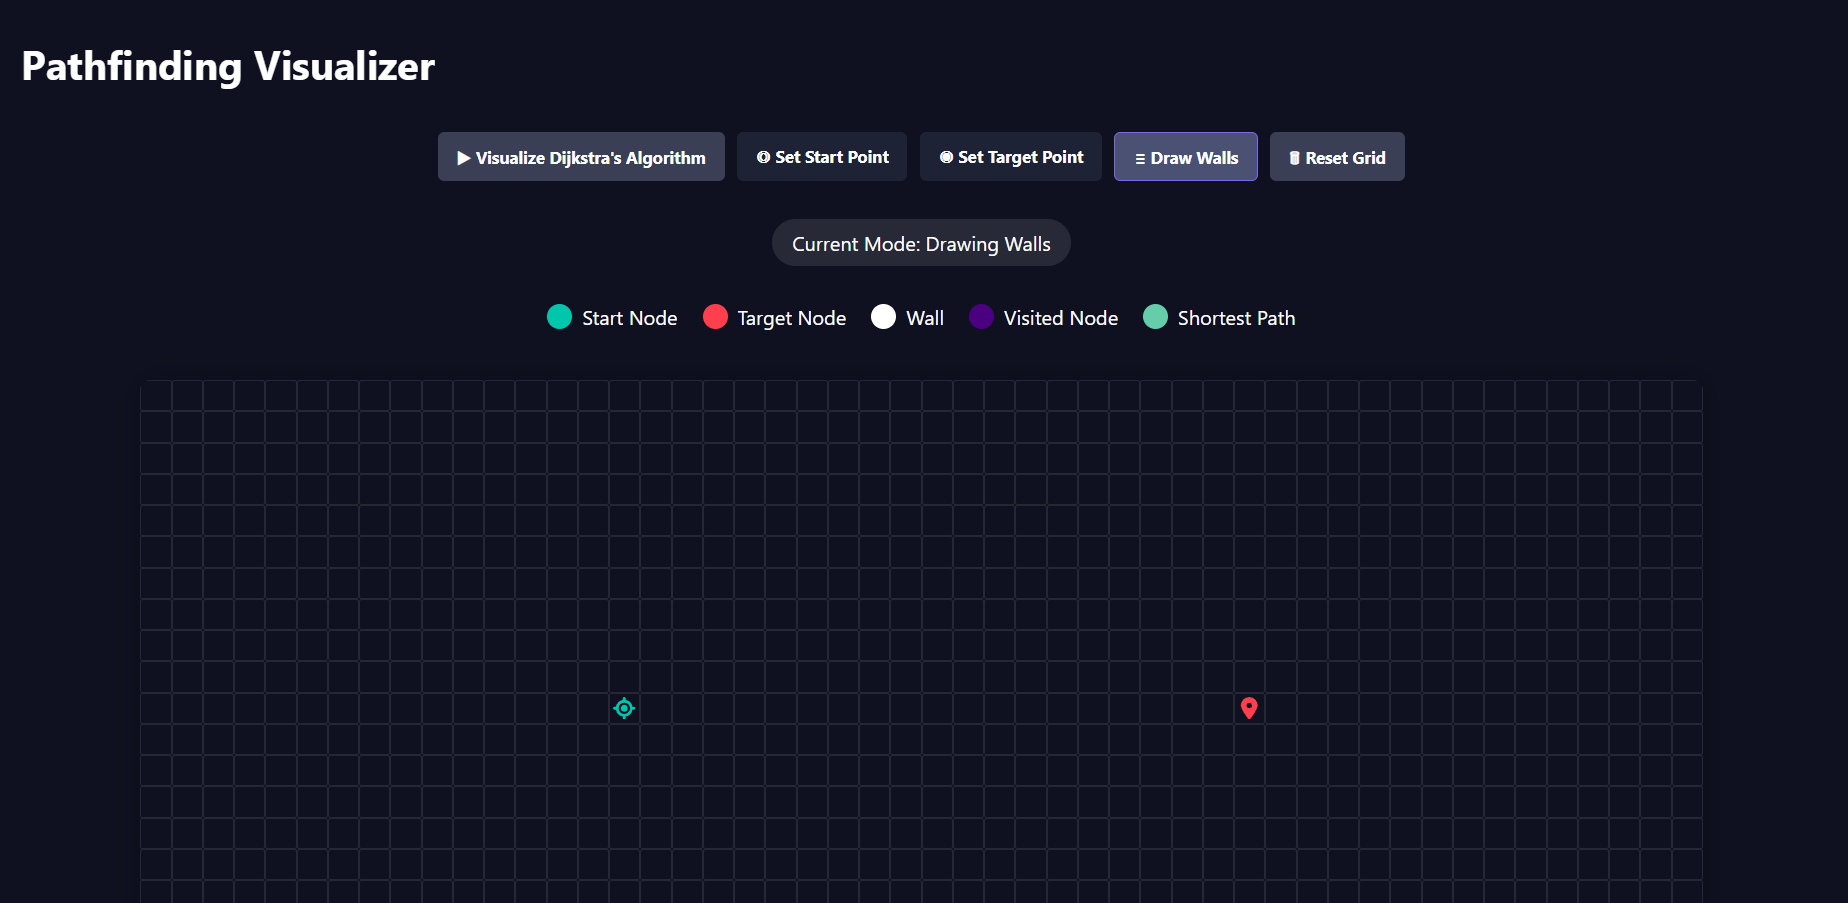 Pathfinding Visualizer
▶ Visualize Dijkstra's Algorithm
Set Start Point
Set Target Point
Draw Walls
Reset Grid
Current Mode: Drawing Walls
Start Node
Target Node
Wall
Visited Node
Shortest Path